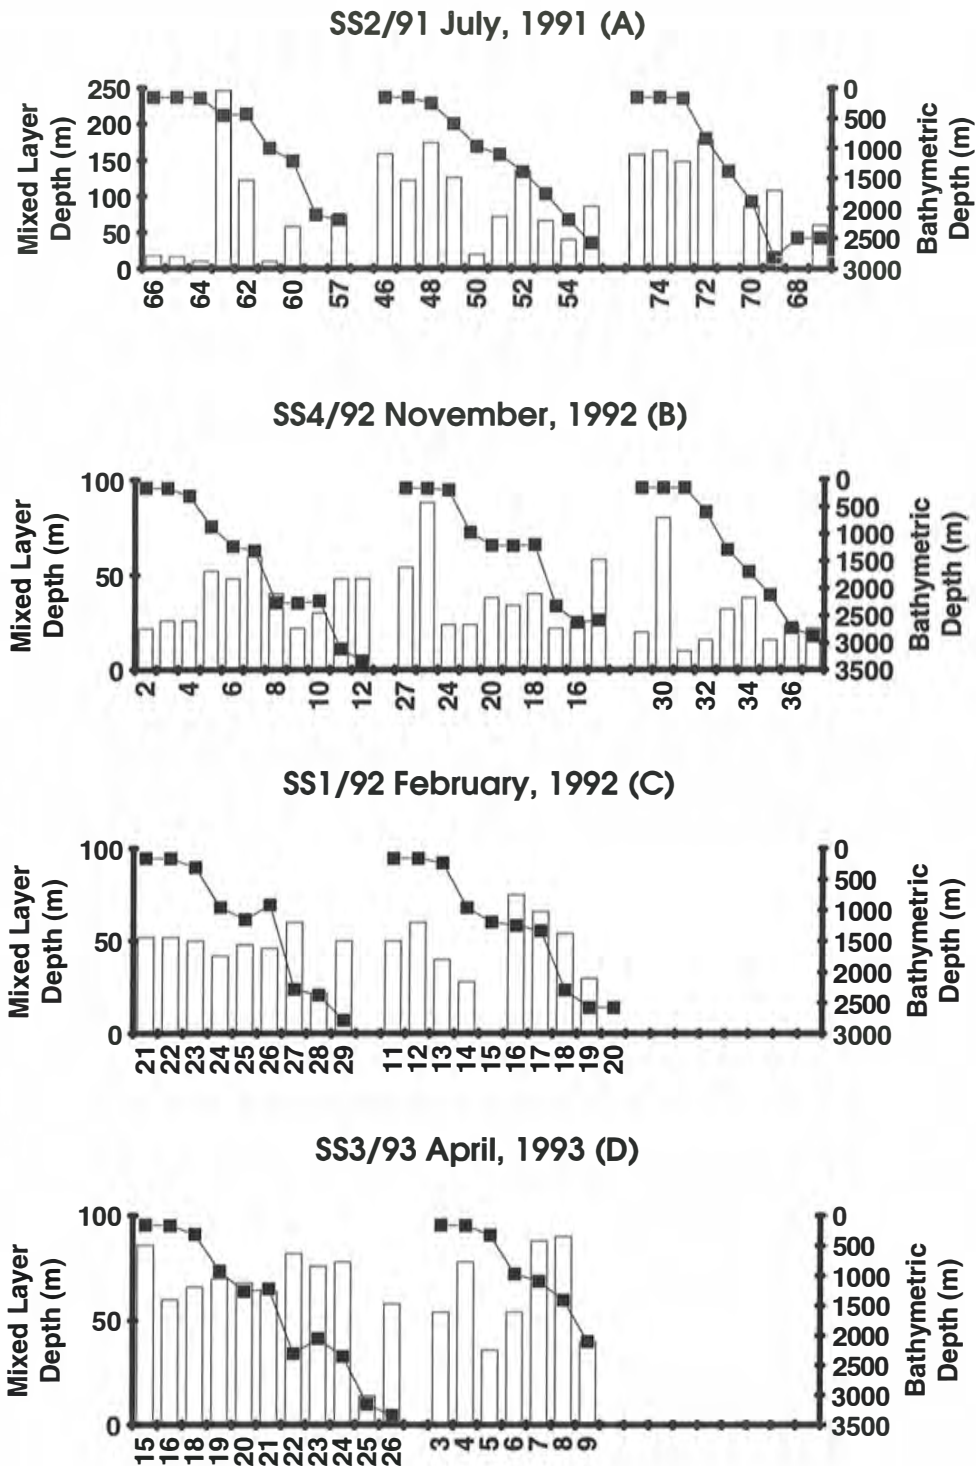 SS2/91 July, 1991 (A)
Mixed Layer
Depth (m)
250
200
150
100
50
0
0
500
1000
1500
2000
2500
3000
Bathymetric
Depth (m)
66 64 62 60 57 46 48 50 52 54 74 72 70 68
SS4/92 November, 1992 (B)
Mixed Layer
Depth (m)
100
50
0
0
500
1000
1500
2000
2500
3000
3500
Bathymetric
Depth (m)
2 4 6 8 10 12 27 24 20 18 16 30 32 34 36
SS1/92 February, 1992 (C)
Mixed Layer
Depth (m)
100
50
0
0
500
1000
1500
2000
2500
3000
Bathymetric
Depth (m)
21 22 23 24 25 26 27 28 29 11 12 13 14 15 16 17 18 19 20
SS3/93 April, 1993 (D)
Mixed Layer
Depth (m)
100
50
0
0
500
1000
1500
2000
2500
3000
3500
Bathymetric
Depth (m)
15 16 18 19 20 21 22 23 24 25 26 3 4 5 6 7 8 9